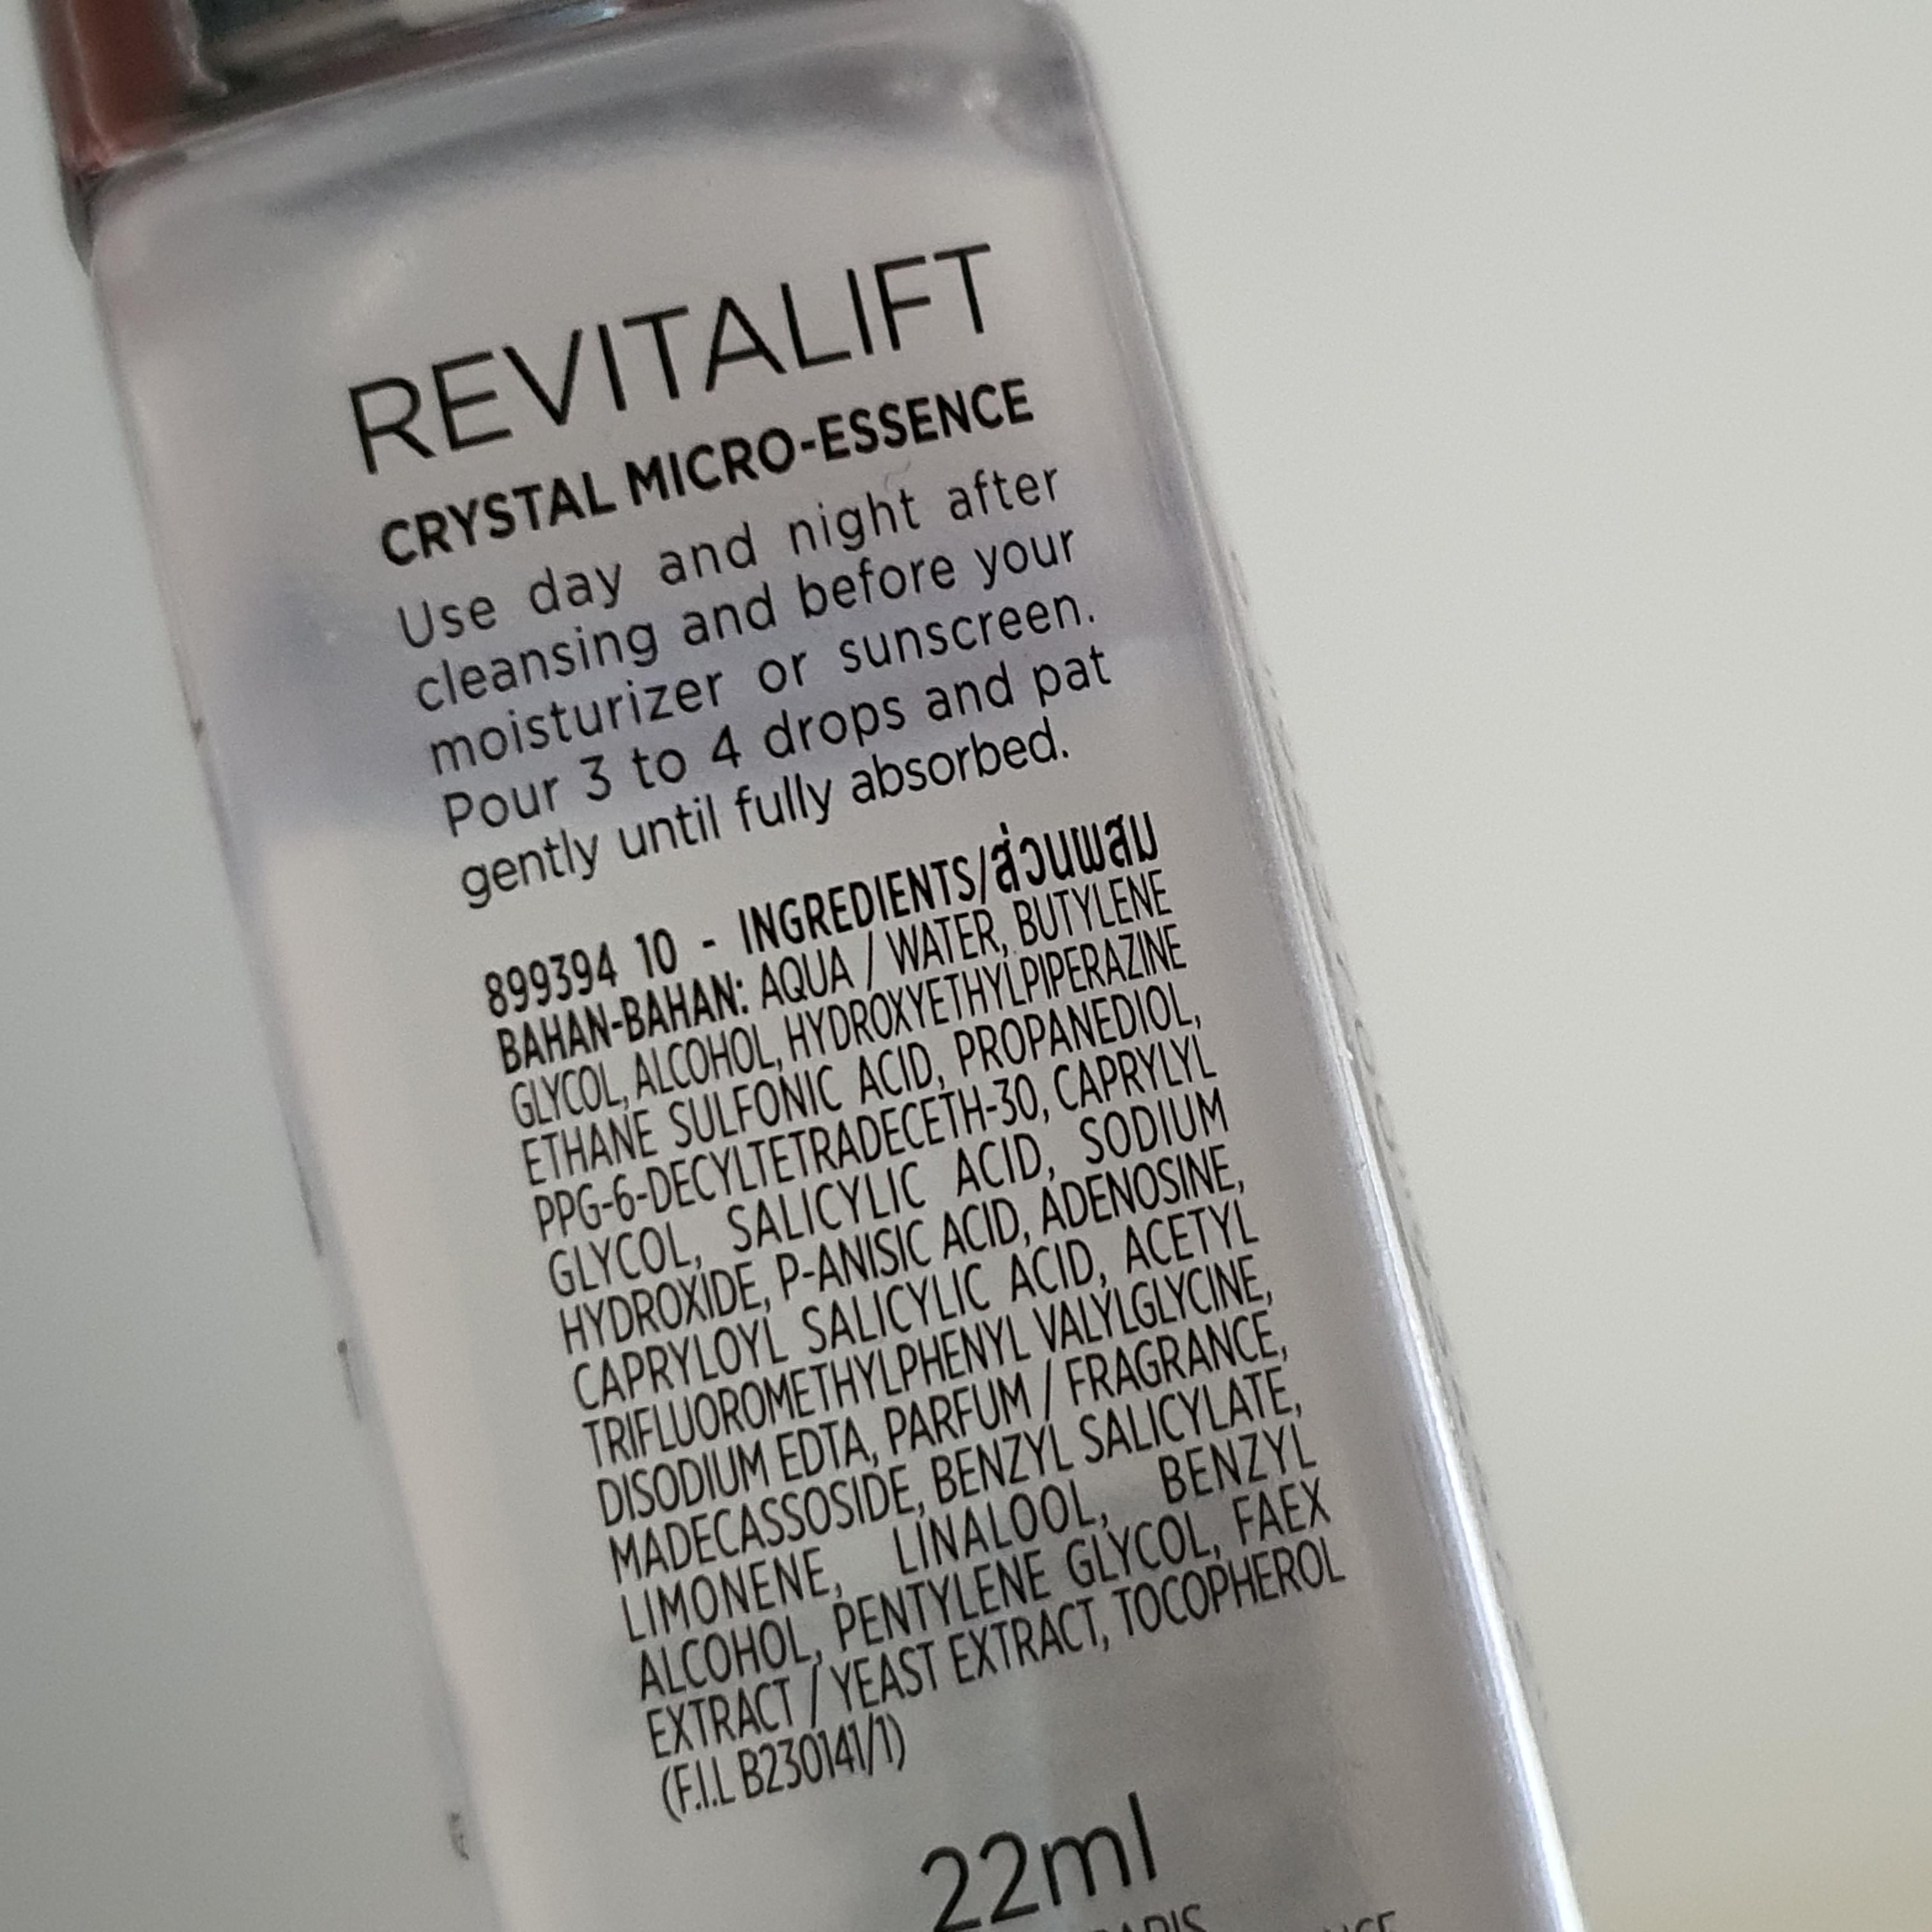 REVITALIFT
CRYSTAL MICRO-ESSENCE
Use day and night after
cleansing and before your
moisturizer or sunscreen.
Pour 3 to 4 drops and pat
gently until fully absorbed.
899394 10 - INGREDIENTS/ส่วนผสม
BAHAN-BAHAN: AQUA / WATER, BUTYLENE
GLYCOL, ALCOHOL, HYDROXYETHYLPIPERAZINE
ETHANE SULFONIC ACID, PROPANEDIOL,
PPG-6-DECYLTETRADECETH-30, CAPRYLYL
GLYCOL, SALICYLIC ACID, SODIUM
HYDROXIDE, P-ANISIC ACID, ADENOSINE,
CAPRYLOYL SALICYLIC ACID, ACETYL
TRIFLUOROMETHYLPHENYL VALYLGLYCINE,
DISODIUM EDTA, PARFUM / FRAGRANCE,
MADECASSOSIDE, BENZYL SALICYLATE,
LIMONENE, LINALOOL, BENZYL
ALCOHOL, PENTYLENE GLYCOL, FAEX
EXTRACT / YEAST EXTRACT, TOCOPHEROL
(F.I.L B230141/1)
22ml